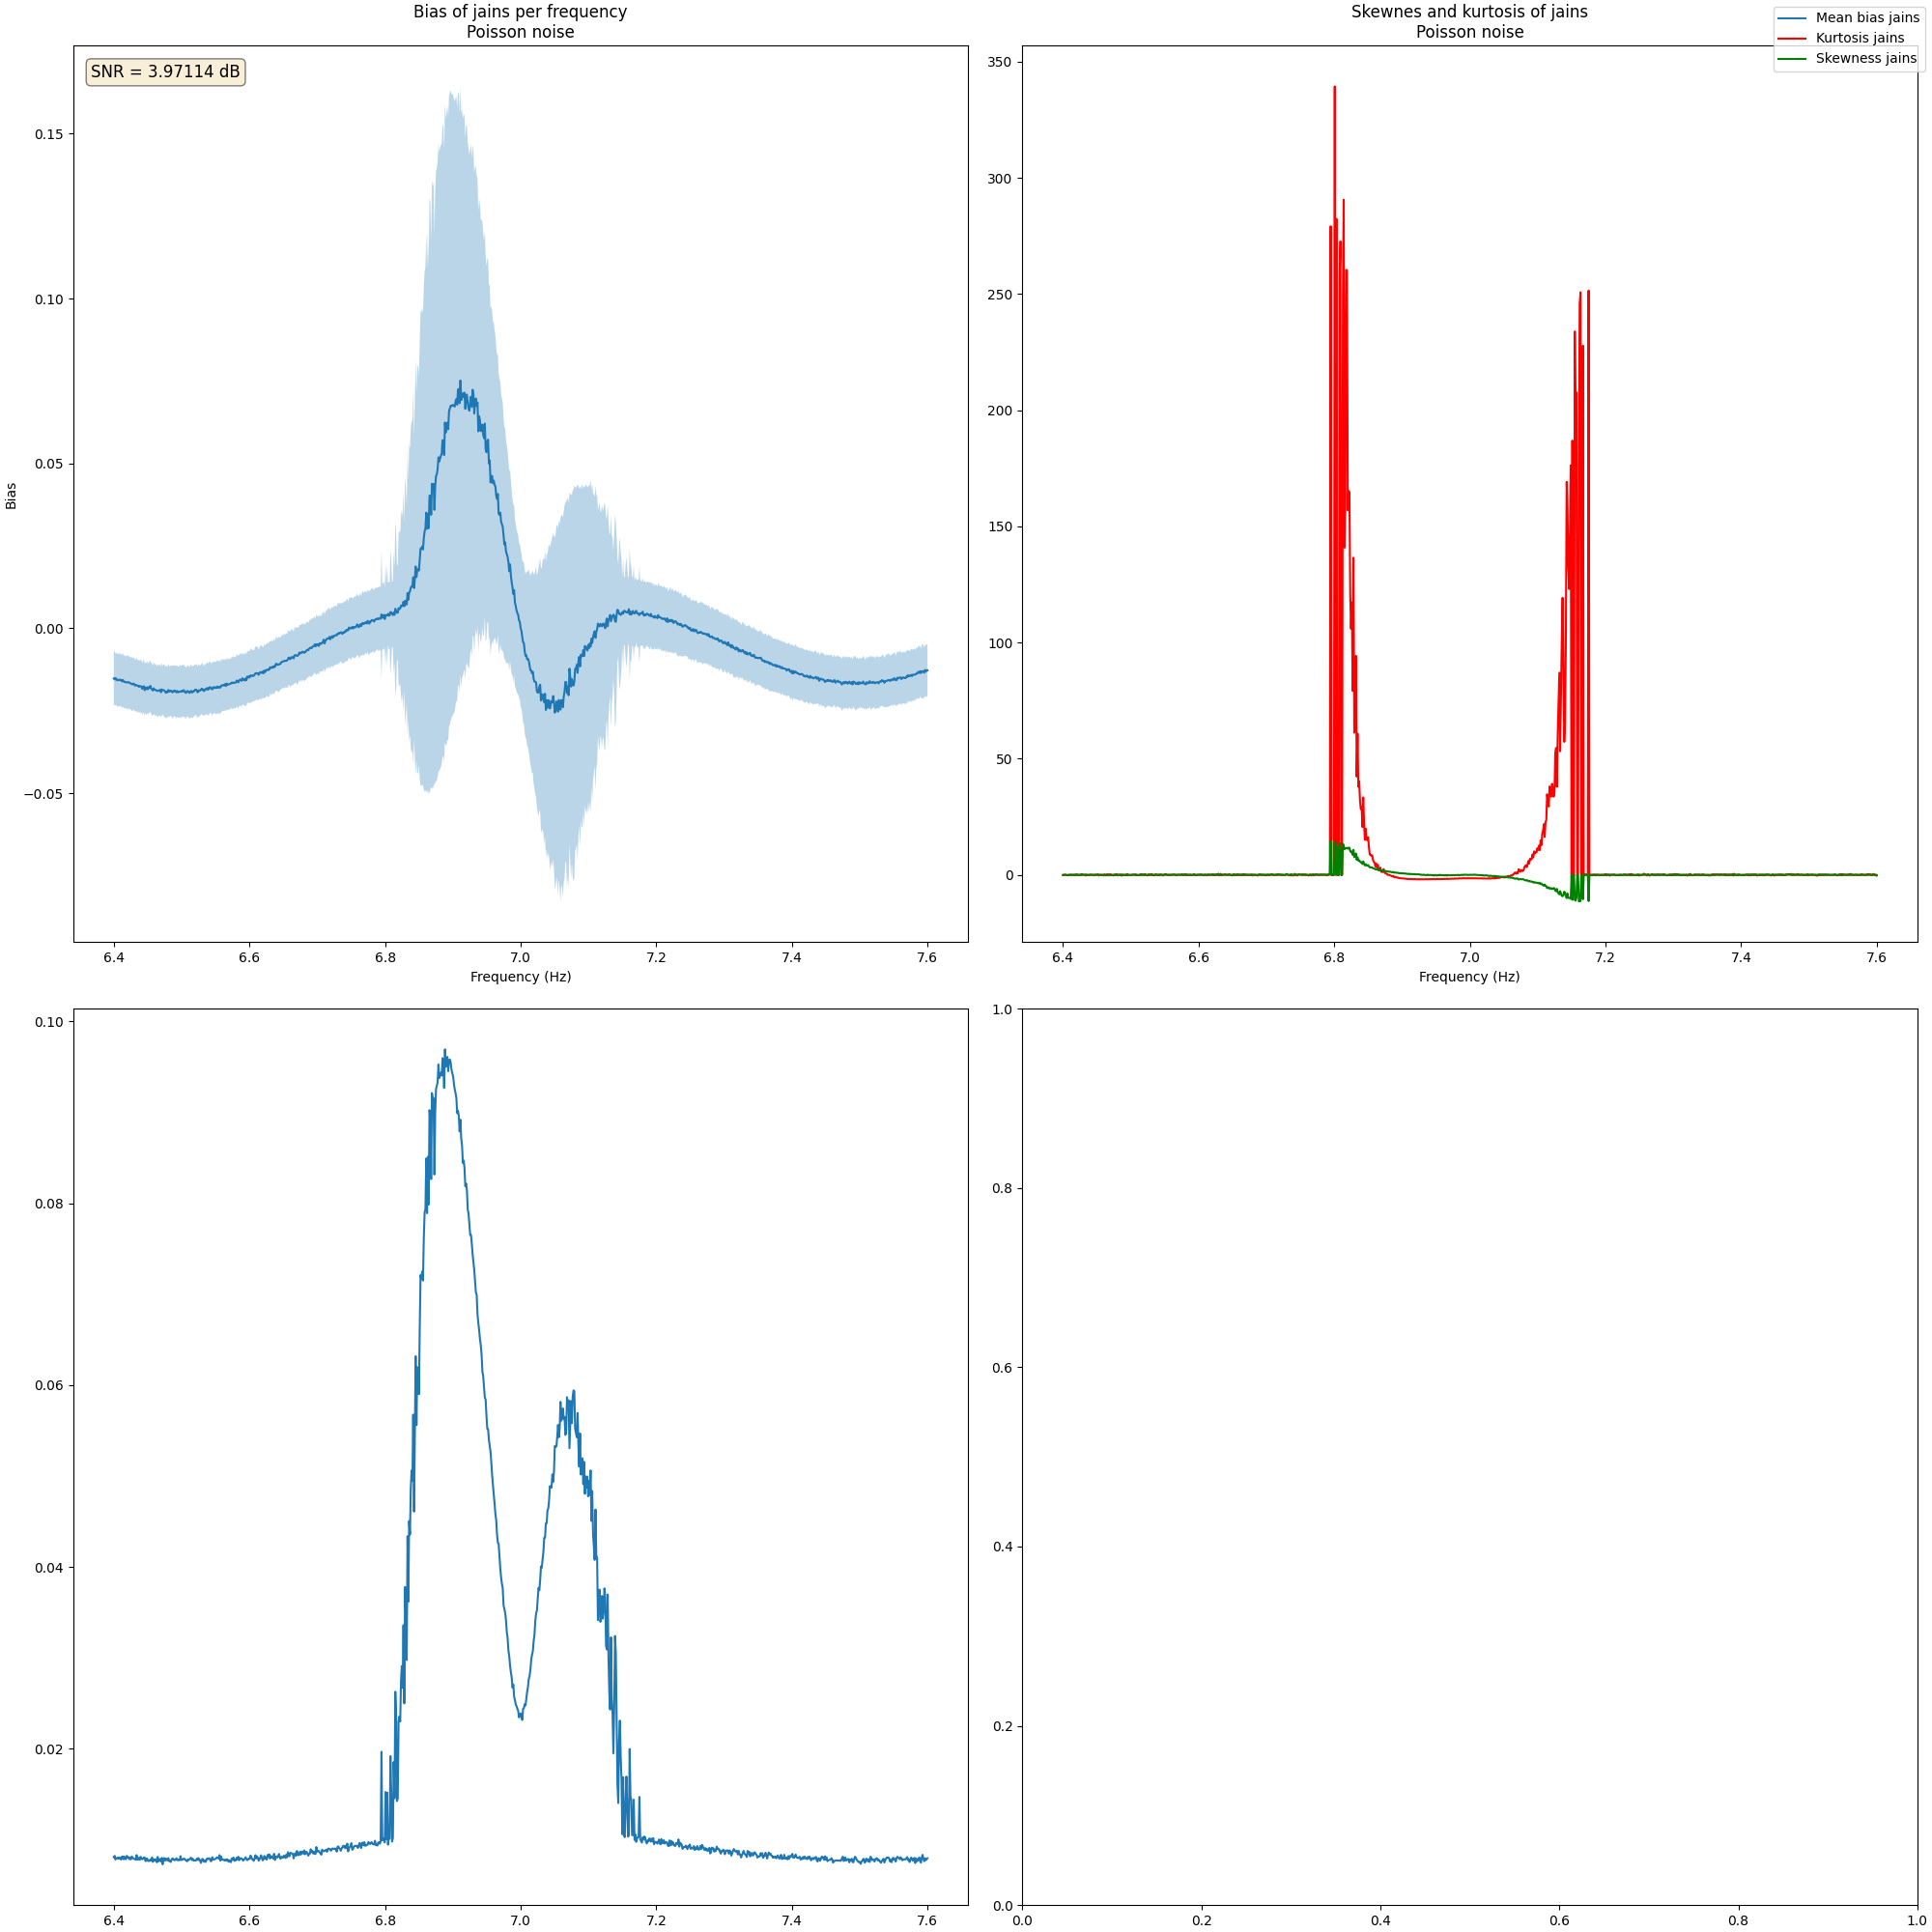 Bias of jains per frequency
Poisson noise
SNR = 3.97114 dB
0.15
0.10
0.05
0.00
−0.05
Bias
6.4 6.6 6.8 7.0 7.2 7.4 7.6
Frequency (Hz)
Skewnes and kurtosis of jains
Poisson noise
Mean bias jains
Kurtosis jains
Skewness jains
350
300
250
200
150
100
50
0
6.4 6.6 6.8 7.0 7.2 7.4 7.6
Frequency (Hz)
0.10
0.08
0.06
0.04
0.02
6.4 6.6 6.8 7.0 7.2 7.4 7.6
1.0
0.8
0.6
0.4
0.2
0.0
0.0 0.2 0.4 0.6 0.8 1.0